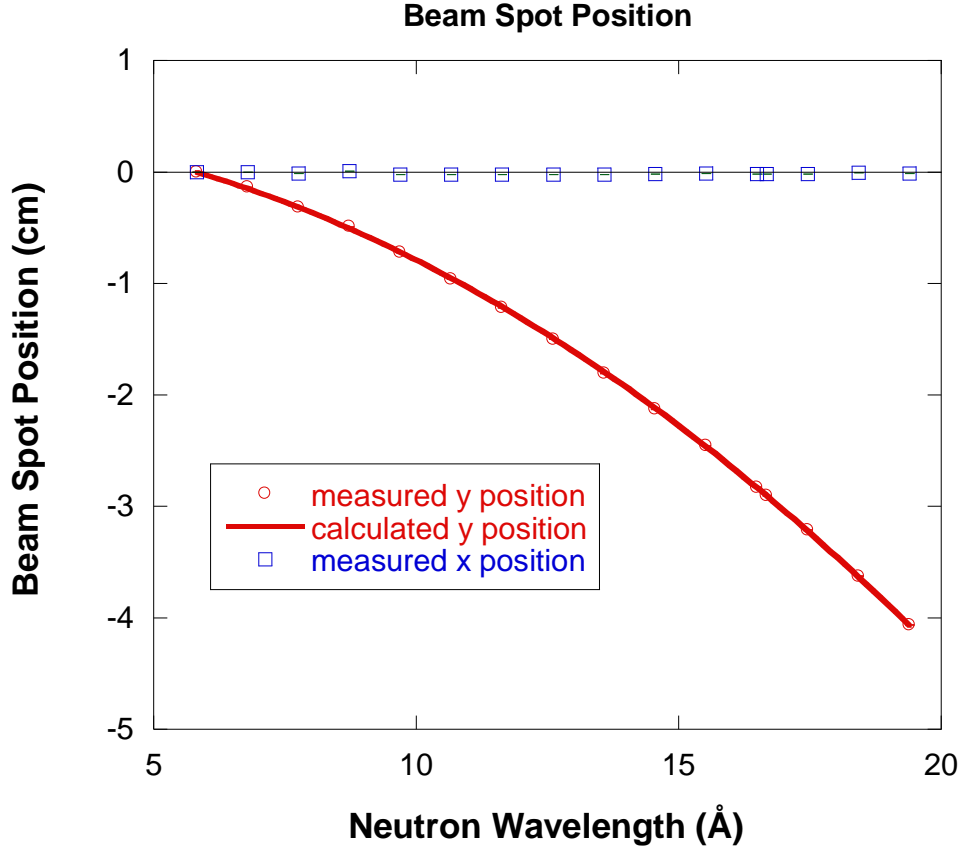 Beam Spot Position
1
0
-1
-2
-3
-4
-5
Beam Spot Position (cm)
measured y position
calculated y position
measured x position
5
10
15
20
Neutron Wavelength (Å)